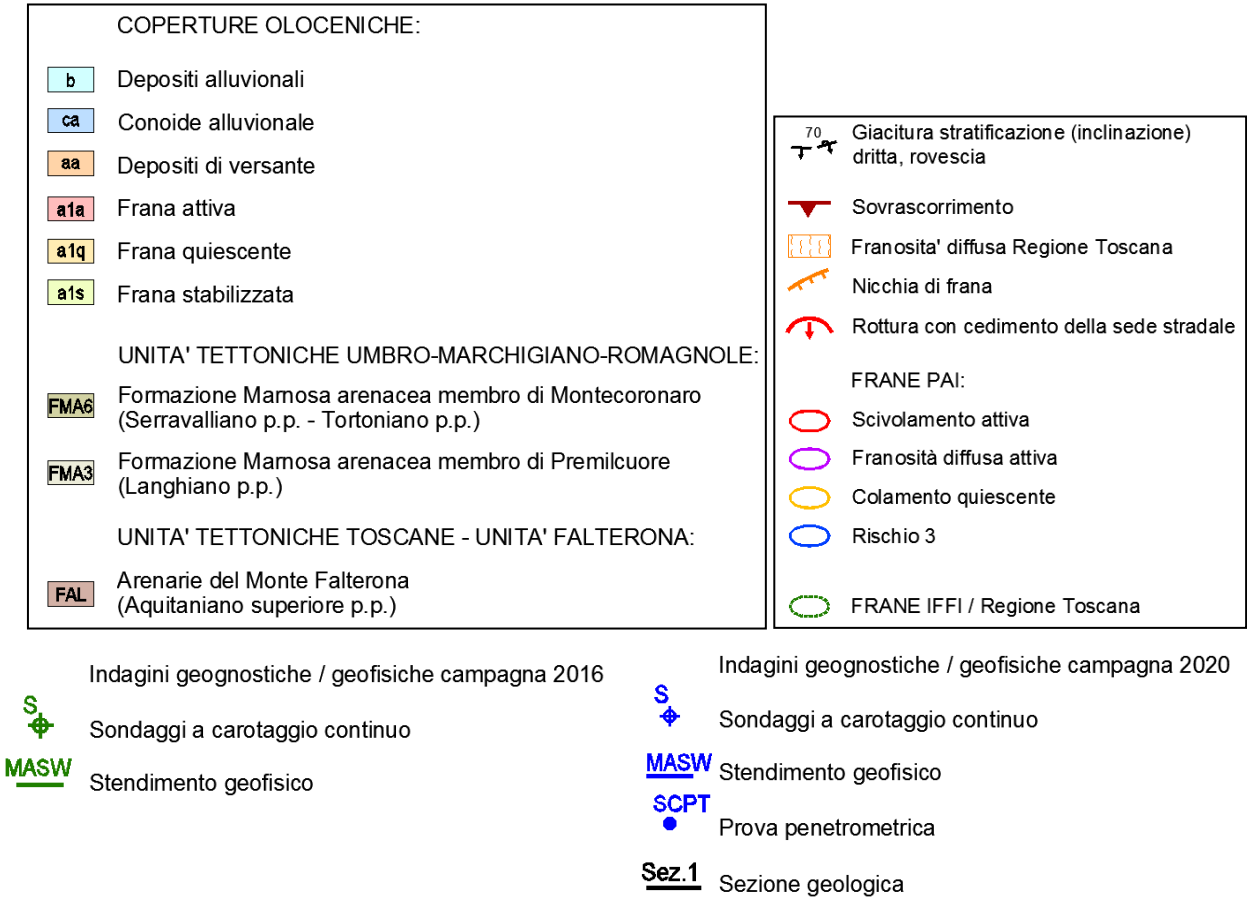 COPERTURE OLOCENICHE:
b Depositi alluvionali
ca Conoide alluvionale
aa Depositi di versante
a1a Frana attiva
a1q Frana quiescente
a1s Frana stabilizzata
UNITA' TETTONICHE UMBRO-MARCHIGIANO-ROMAGNOLE:
FMA6 Formazione Marnosa arenacea membro di Montecoronaro
(Serravalliano p.p. - Tortoniano p.p.)
FMA3 Formazione Marnosa arenacea membro di Premilcuore
(Langhiano p.p.)
UNITA' TETTONICHE TOSCANE - UNITA' FALTERONA:
FAL Arenarie del Monte Falterona
(Aquitaniano superiore p.p.)
70 Giacitura stratificazione (inclinazione)
dritta, rovescia
Sovrascorrimento
Franosita' diffusa Regione Toscana
Nicchia di frana
Rottura con cedimento della sede stradale
FRANE PAI:
Scivolamento attiva
Franosità diffusa attiva
Colamento quiescente
Rischio 3
FRANE IFFI / Regione Toscana
Indagini geognostiche / geofisiche campagna 2016
S Sondaggi a carotaggio continuo
MASW Stendimento geofisico
Indagini geognostiche / geofisiche campagna 2020
S Sondaggi a carotaggio continuo
MASW Stendimento geofisico
SCPT Prova penetrometrica
Sez.1 Sezione geologica